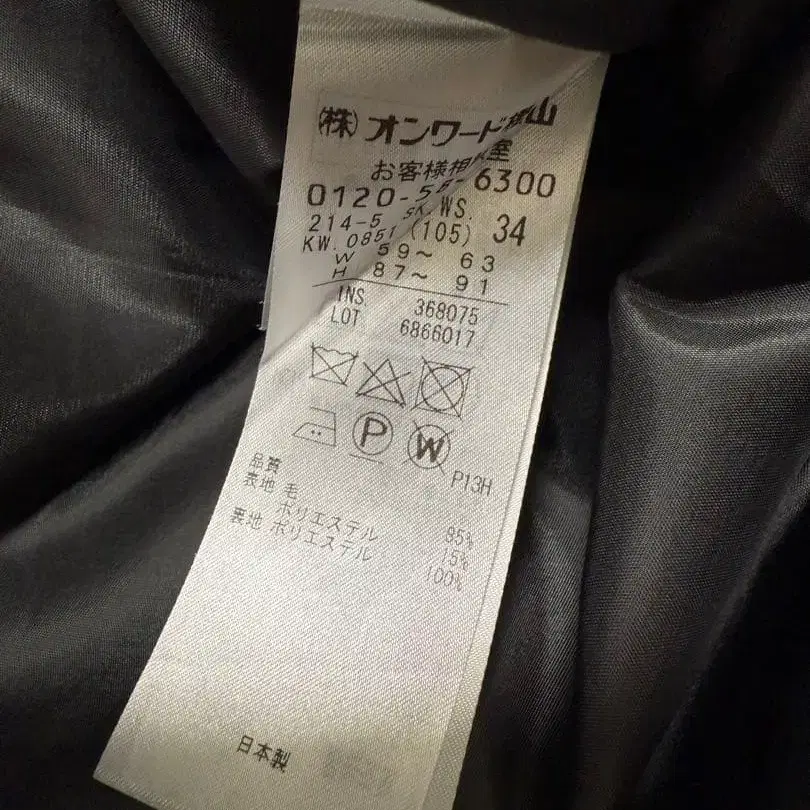 (株)オンワード樫山
お客様相談室
0120-5 6300
214-5 SK.WS.
KW.0851 (105) 34
W 59〜 63
H 87〜 91
INS. 368075
LOT 6866017
P W
P13H
品質
表地 毛 85%
ポリエステル 15%
裏地 ポリエステル 100%
日本製